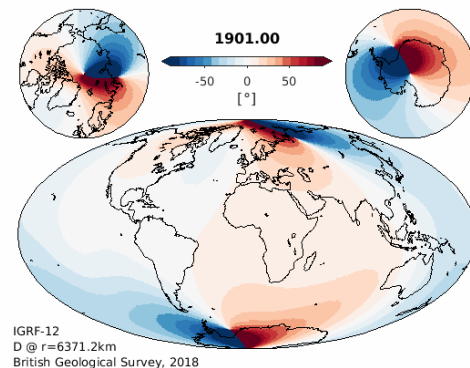 1901.00
-50 0 50
[°]
IGRF-12
D @ r=6371.2km
British Geological Survey, 2018